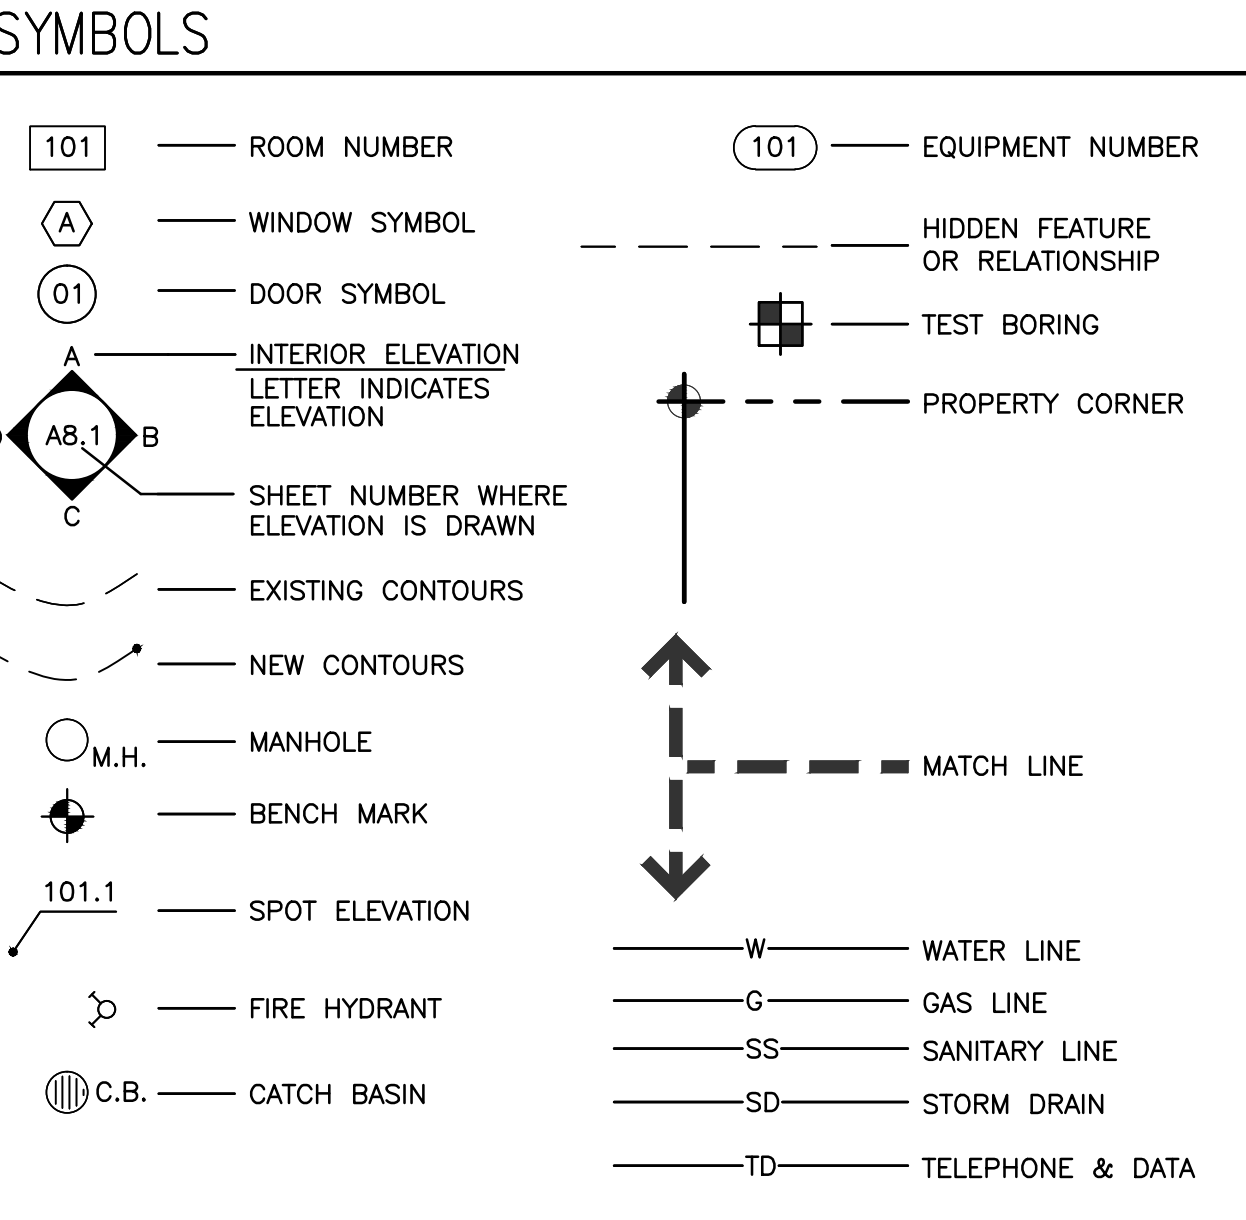 SYMBOLS
101 ROOM NUMBER
A WINDOW SYMBOL
01 DOOR SYMBOL
A INTERIOR ELEVATION
LETTER INDICATES
ELEVATION
A8.1 B
SHEET NUMBER WHERE
C
ELEVATION IS DRAWN
EXISTING CONTOURS
NEW CONTOURS
M.H. MANHOLE
BENCH MARK
101.1
SPOT ELEVATION
FIRE HYDRANT
C.B. CATCH BASIN
101 EQUIPMENT NUMBER
HIDDEN FEATURE
OR RELATIONSHIP
TEST BORING
PROPERTY CORNER
MATCH LINE
W WATER LINE
G GAS LINE
SS SANITARY LINE
SD STORM DRAIN
TD TELEPHONE & DATA